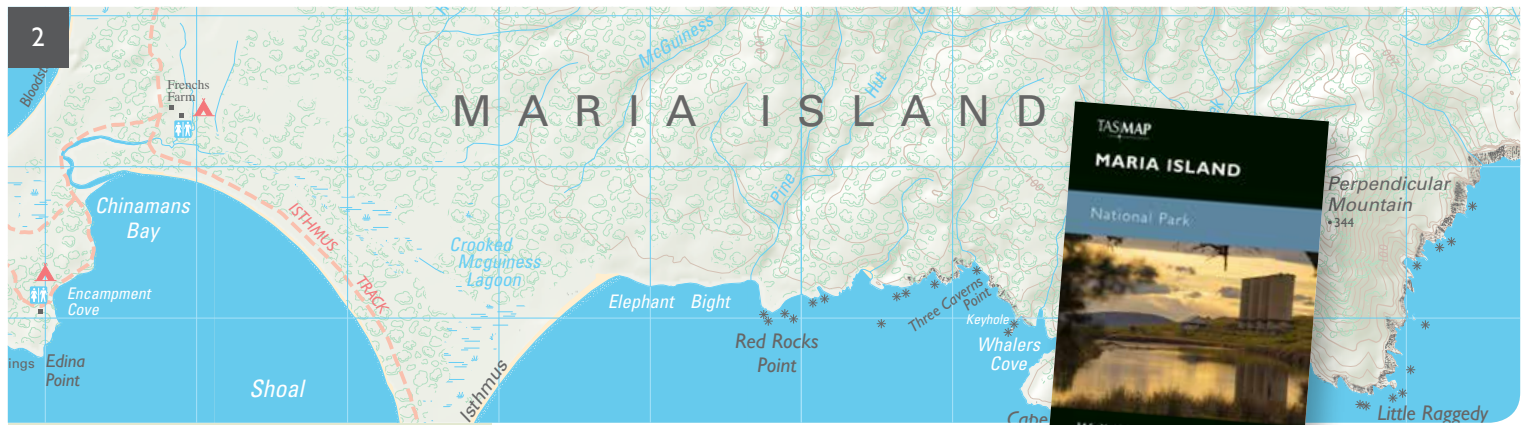 2
McGuiness
Bloodst
Frenchs
Farm
Hut
MARIA ISLAND
TASMAP
MARIA ISLAND
National Park
Pine
Perpendicular
Mountain
344
Chinamans
Bay
ISTHMUS
TRACK
Crooked
Mcguiness
Lagoon
Encampment
Cove
Elephant Bight
Three Caverns
Point
Keyhole
Red Rocks
Point
Whalers
Cove
ings
Edina
Point
Shoal
Isthmus
Cape
Little Raggedy